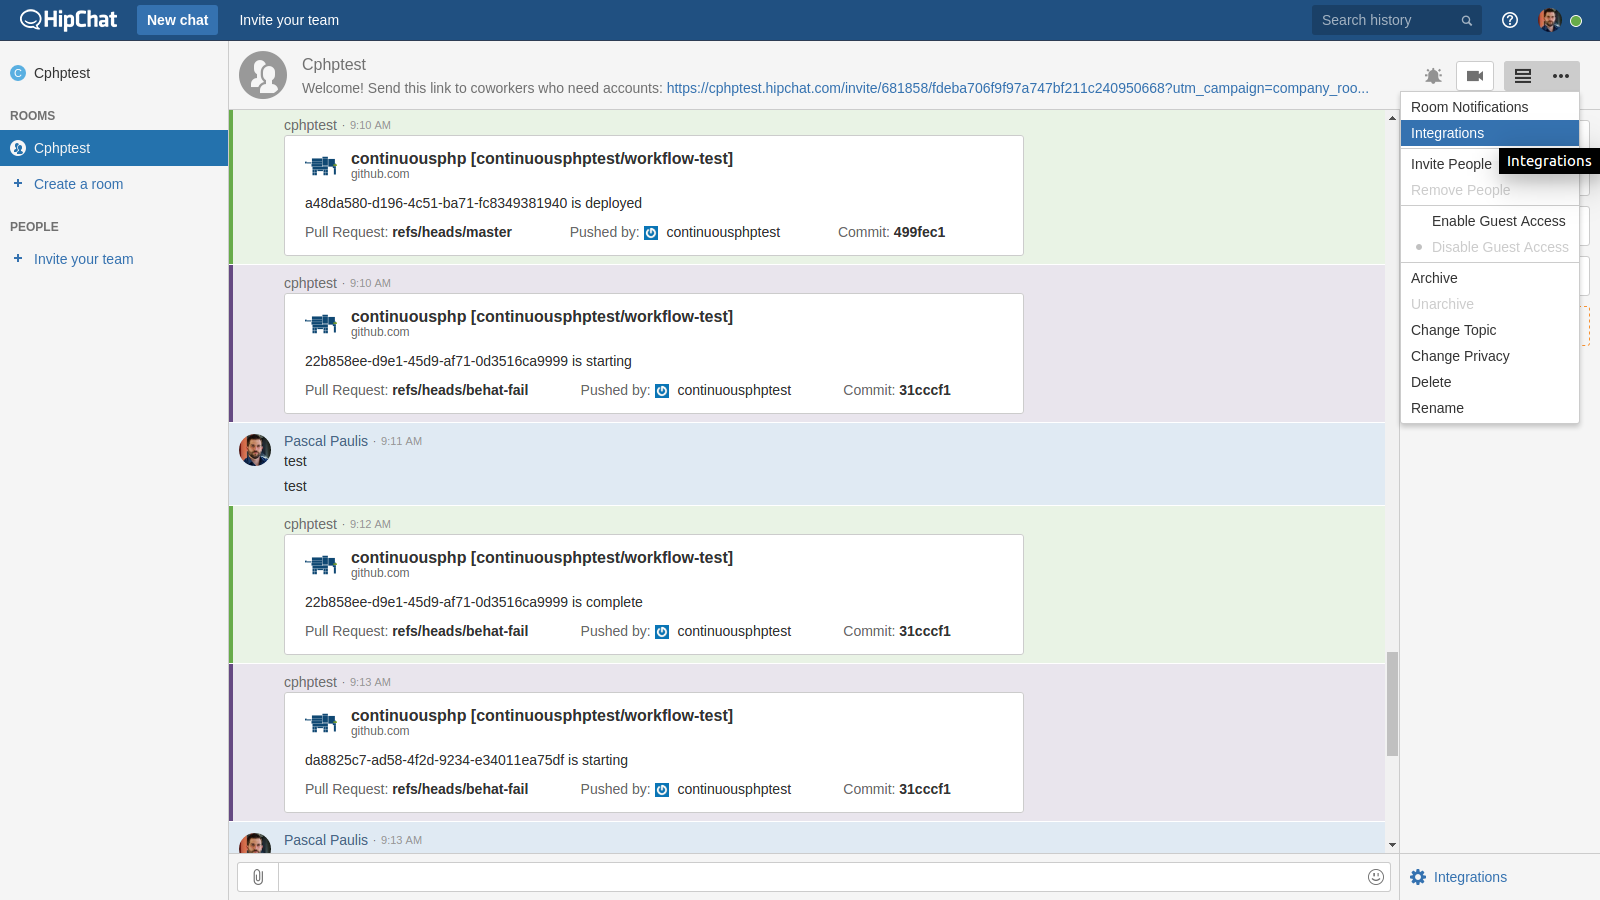 HipChat New chat Invite your team Search history
C Cphptest
ROOMS
Cphptest
+ Create a room
PEOPLE
+ Invite your team
Cphptest
Welcome! Send this link to coworkers who need accounts: https://cphptest.hipchat.com/invite/681858/fdeba706f9f97a747bf211c240950668?utm_campaign=company_roo...
cphptest · 9:10 AM
continuousphp [continuousphptest/workflow-test]
github.com
a48da580-d196-4c51-ba71-fc8349381940 is deployed
Pull Request: refs/heads/master Pushed by: continuousphptest Commit: 499fec1
cphptest · 9:10 AM
continuousphp [continuousphptest/workflow-test]
github.com
22b858ee-d9e1-45d9-af71-0d3516ca9999 is starting
Pull Request: refs/heads/behat-fail Pushed by: continuousphptest Commit: 31cccf1
Pascal Paulis · 9:11 AM
test
test
cphptest · 9:12 AM
continuousphp [continuousphptest/workflow-test]
github.com
22b858ee-d9e1-45d9-af71-0d3516ca9999 is complete
Pull Request: refs/heads/behat-fail Pushed by: continuousphptest Commit: 31cccf1
cphptest · 9:13 AM
continuousphp [continuousphptest/workflow-test]
github.com
da8825c7-ad58-4f2d-9234-e34011ea75df is starting
Pull Request: refs/heads/behat-fail Pushed by: continuousphptest Commit: 31cccf1
Pascal Paulis · 9:13 AM
Room Notifications
Integrations
Integrations
Invite People
Remove People
Enable Guest Access
Disable Guest Access
Archive
Unarchive
Change Topic
Change Privacy
Delete
Rename
Integrations